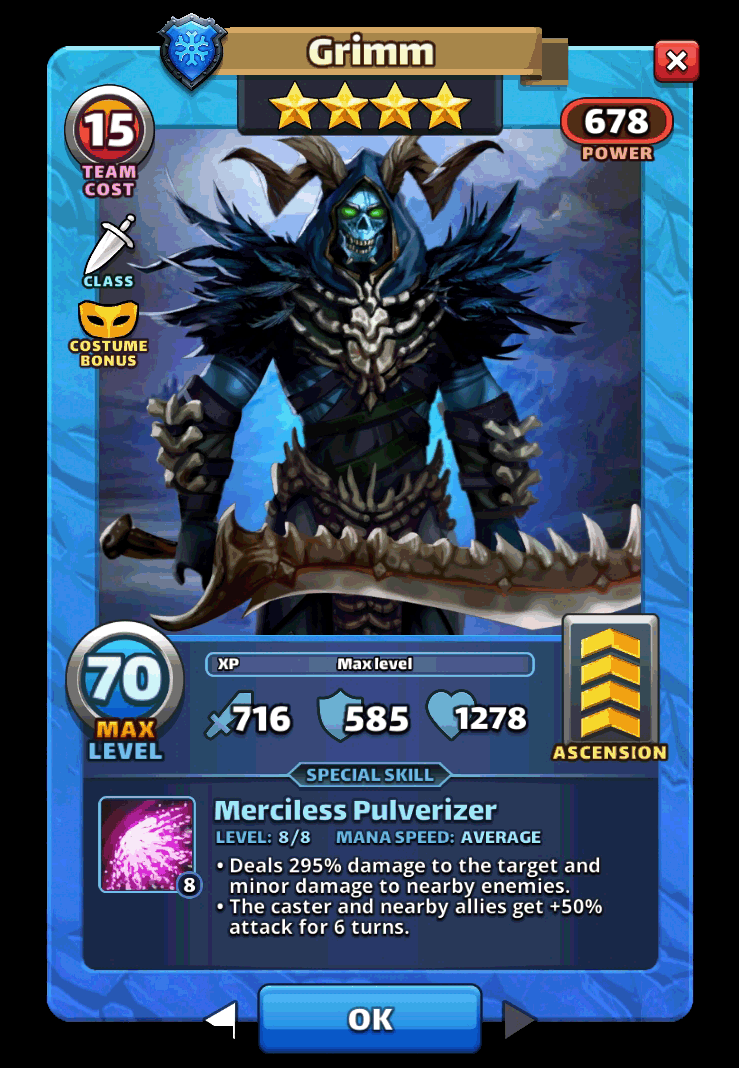 Grimm
15
TEAM
COST
678
POWER
CLASS
COSTUME
BONUS
70
MAX
LEVEL
XP Max level
716 585 1278
ASCENSION
SPECIAL SKILL
Merciless Pulverizer
LEVEL: 8/8 MANA SPEED: AVERAGE
8
• Deals 295% damage to the target and
minor damage to nearby enemies.
• The caster and nearby allies get +50%
attack for 6 turns.
OK